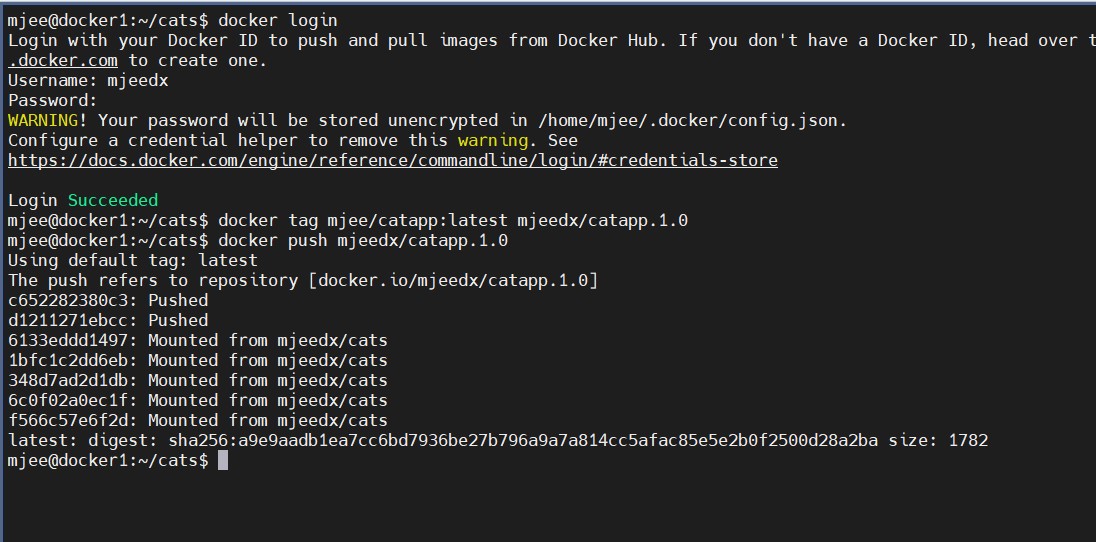 mjee@docker1:~/cats$ docker login
Login with your Docker ID to push and pull images from Docker Hub. If you don't have a Docker ID, head over t
.docker.com to create one.
Username: mjeedx
Password:
WARNING! Your password will be stored unencrypted in /home/mjee/.docker/config.json.
Configure a credential helper to remove this warning. See
https://docs.docker.com/engine/reference/commandline/login/#credentials-store
Login Succeeded
mjee@docker1:~/cats$ docker tag mjee/catapp:latest mjeedx/catapp.1.0
mjee@docker1:~/cats$ docker push mjeedx/catapp.1.0
Using default tag: latest
The push refers to repository [docker.io/mjeedx/catapp.1.0]
c652282380c3: Pushed
d1211271ebcc: Pushed
6133eddd1497: Mounted from mjeedx/cats
1bfc1c2dd6eb: Mounted from mjeedx/cats
348d7ad2d1db: Mounted from mjeedx/cats
6c0f02a0ec1f: Mounted from mjeedx/cats
f566c57e6f2d: Mounted from mjeedx/cats
latest: digest: sha256:a9e9aadb1ea7cc6bd7936be27b796a9a7a814cc5afac85e5e2b0f2500d28a2ba size: 1782
mjee@docker1:~/cats$